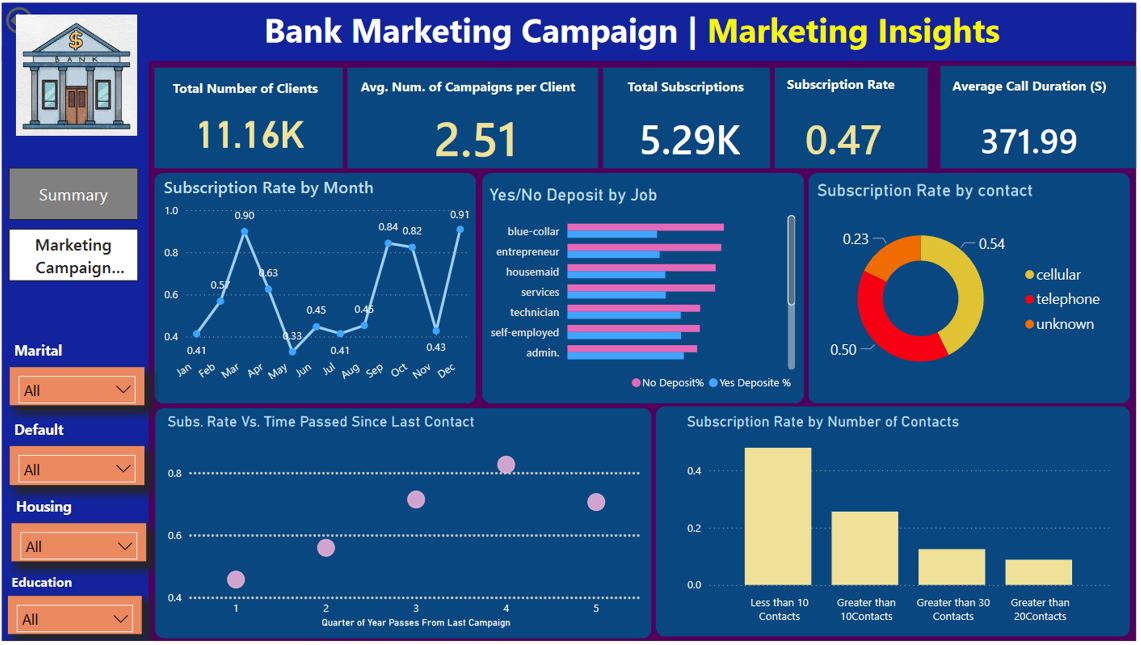 Bank Marketing Campaign | Marketing Insights
BANK
Total Number of Clients
11.16K
Avg. Num. of Campaigns per Client
2.51
Total Subscriptions
5.29K
Subscription Rate
0.47
Average Call Duration (S)
371.99
Summary
Marketing
Campaign...
Marital
All
Default
All
Housing
All
Education
All
Subscription Rate by Month
1.0
0.8
0.6
0.4
0.41
0.57
0.90
0.63
0.33
0.45
0.41
0.45
0.84
0.82
0.43
0.91
Jan
Feb
Mar
Apr
May
Jun
Jul
Aug
Sep
Oct
Nov
Dec
Yes/No Deposit by Job
blue-collar
entrepreneur
housemaid
services
technician
self-employed
admin.
No Deposit% Yes Deposite %
Subscription Rate by contact
0.23
0.54
0.50
cellular
telephone
unknown
Subs. Rate Vs. Time Passed Since Last Contact
0.8
0.6
0.4
1 2 3 4 5
Quarter of Year Passes From Last Campaign
Subscription Rate by Number of Contacts
0.4
0.2
0.0
Less than 10
Contacts
Greater than
10Contacts
Greater than 30
Contacts
Greater than
20Contacts